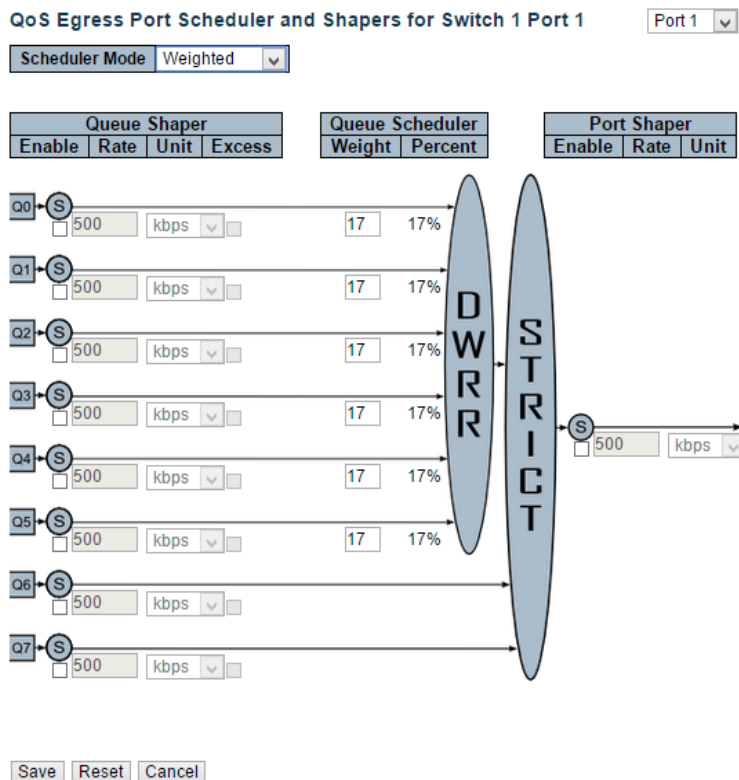 QoS Egress Port Scheduler and Shapers for Switch 1 Port 1 Port 1
Scheduler Mode Weighted
Queue Shaper Queue Scheduler Port Shaper
Enable Rate Unit Excess Weight Percent Enable Rate Unit
Q0 S
500 kbps 17 17%
Q1 S
500 kbps 17 17%
Q2 S
500 kbps 17 17%
Q3 S
500 kbps 17 17%
Q4 S
500 kbps 17 17%
Q5 S
500 kbps 17 17%
Q6 S
500 kbps
Q7 S
500 kbps
DWRR
STRICT
S
500 kbps
Save Reset Cancel